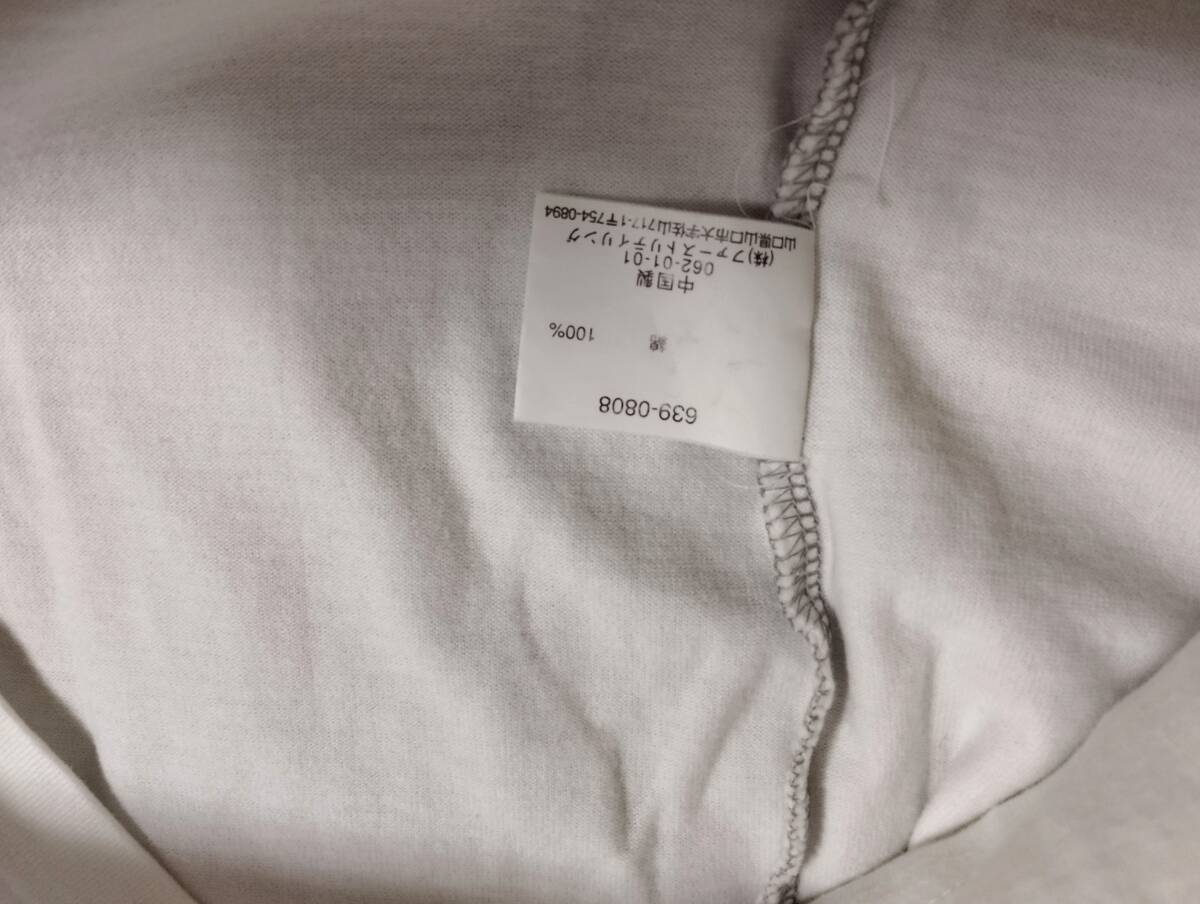 639-0808
綿 100%
中国製
062-01-01
(株)ファーストリテイリング
山口県山口市大字佐山717-1〒754-0894